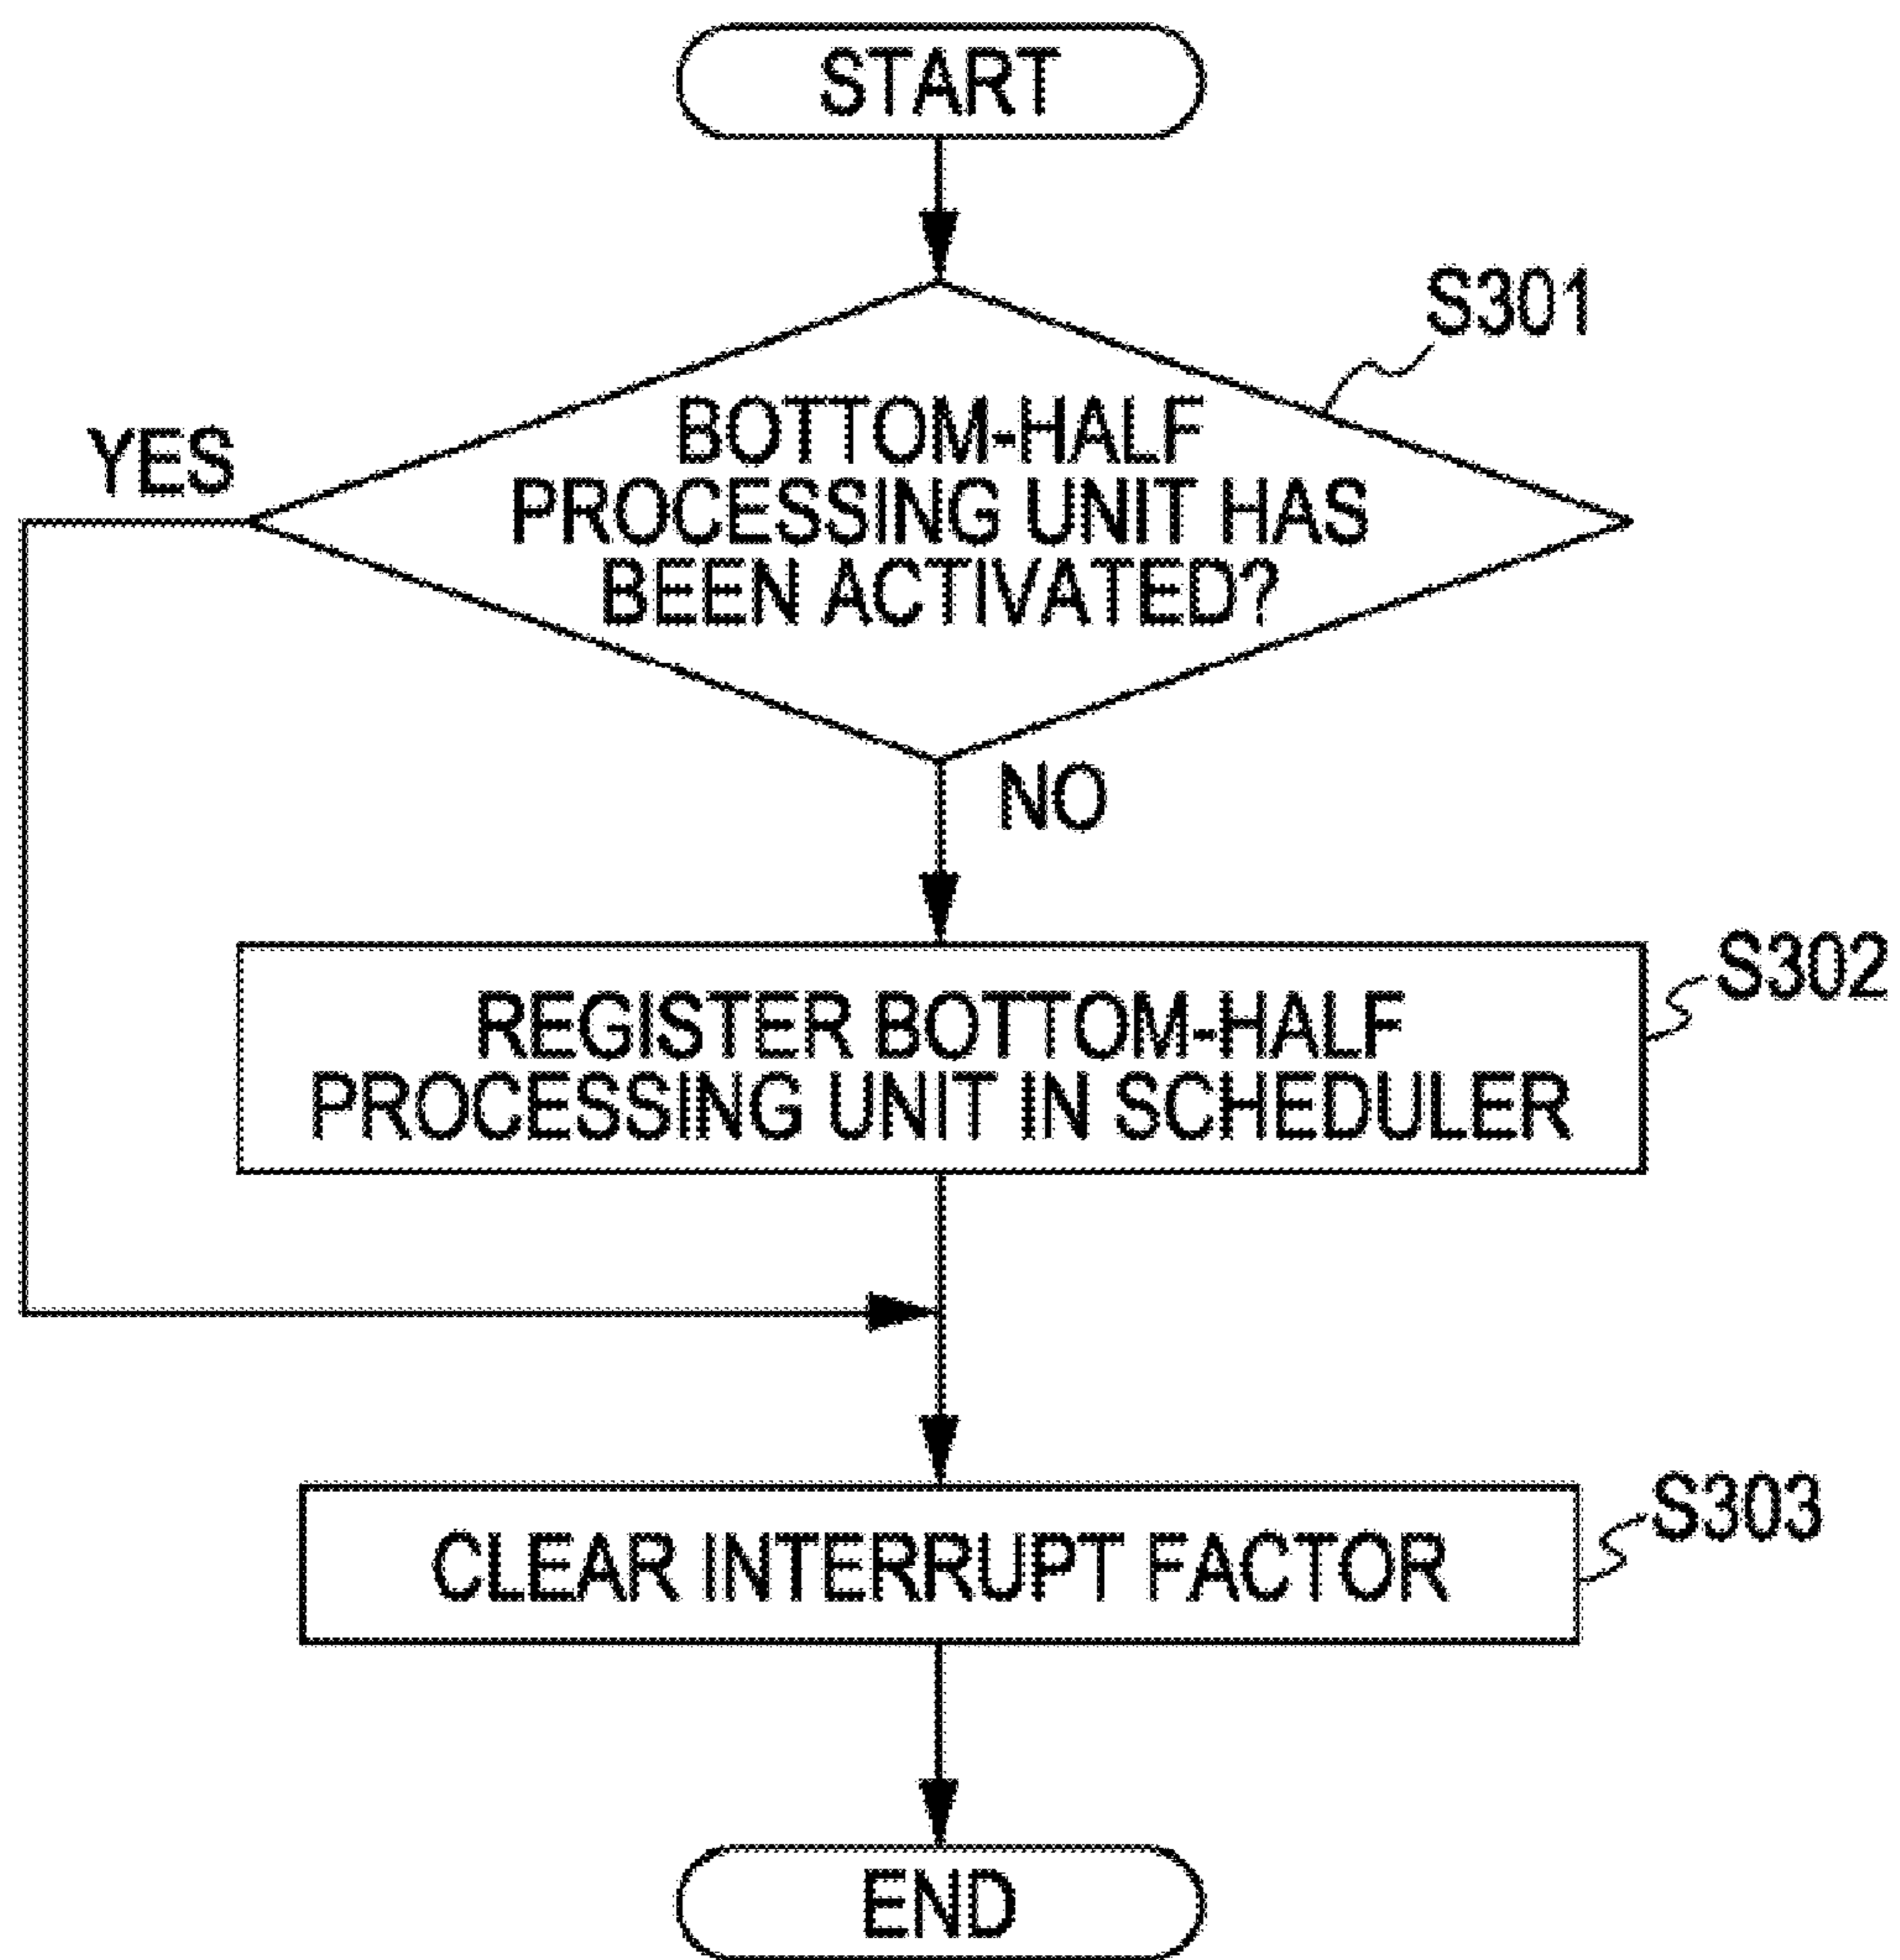 START
S301
BOTTOM-HALF
PROCESSING UNIT HAS
BEEN ACTIVATED?
YES
NO
S302
REGISTER BOTTOM-HALF
PROCESSING UNIT IN SCHEDULER
S303
CLEAR INTERRUPT FACTOR
END